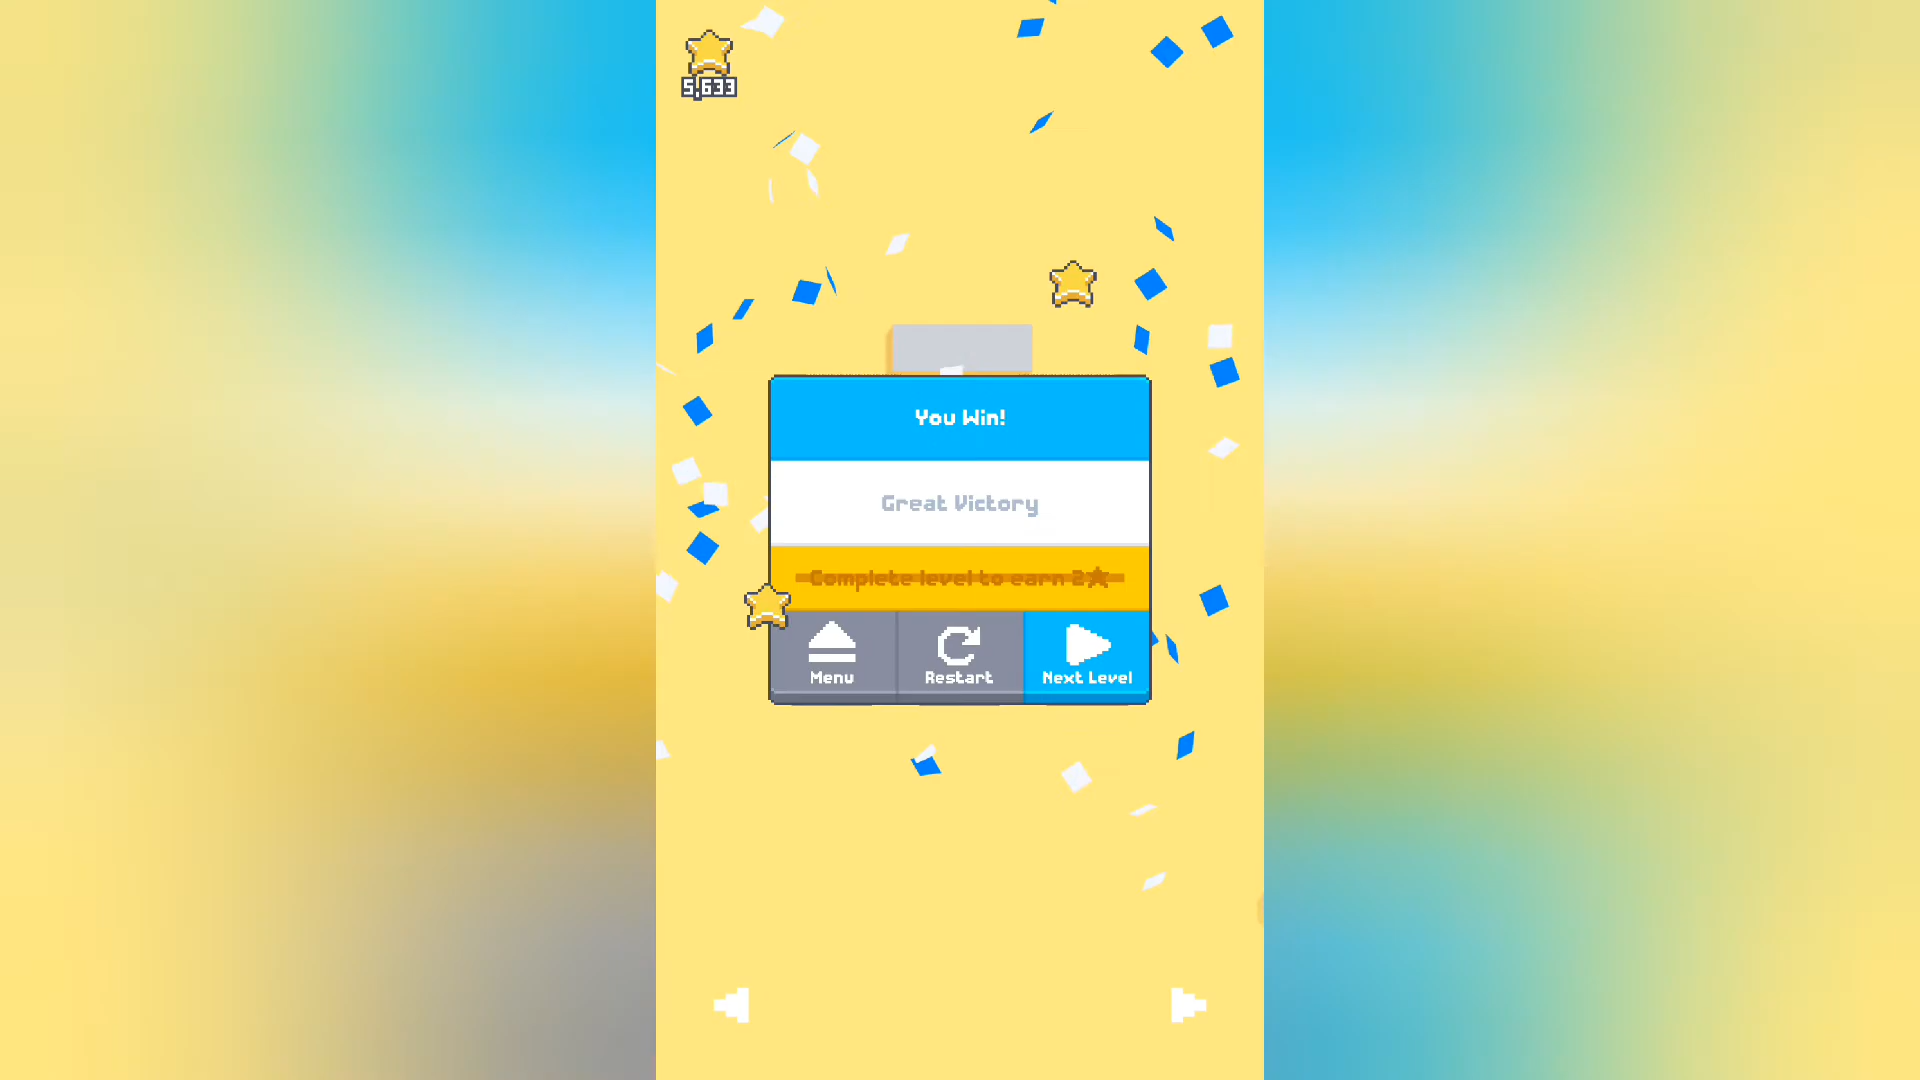 5,633
You Win!
Great Victory
Complete level to earn 2
Menu
Restart
Next Level